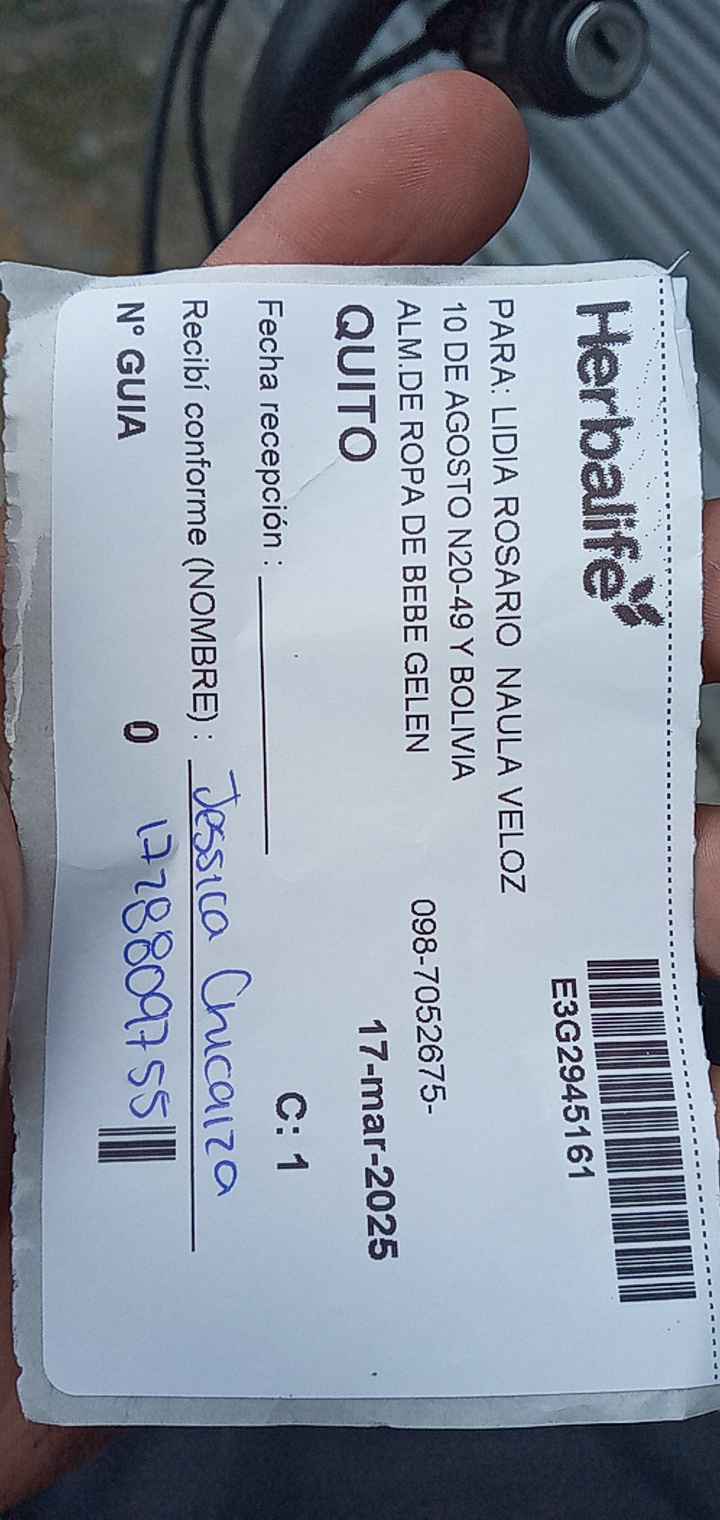 Herbalife
E3G2945161
PARA: LIDIA ROSARIO NAULA VELOZ
10 DE AGOSTO N20-49 Y BOLIVIA
098-7052675-
ALM.DE ROPA DE BEBE GELEN
QUITO 17-mar-2025
Fecha recepción : C: 1
Recibí conforme (NOMBRE) : Jessica Chicaiza
N° GUIA 0 1728809755